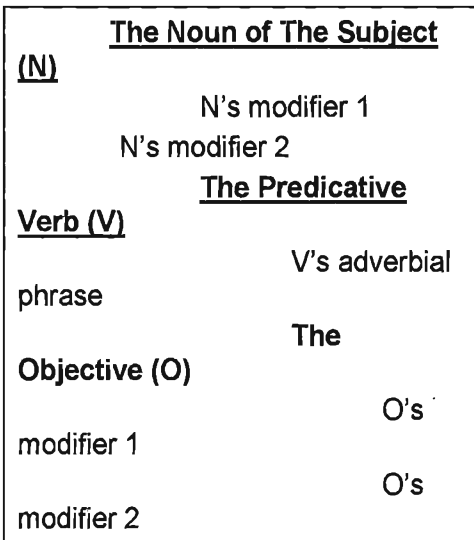 The Noun of The Subject
(N)
N's modifier 1
N's modifier 2
The Predicative
Verb (V)
V's adverbial
phrase
The
Objective (O)
O's
modifier 1
O's
modifier 2